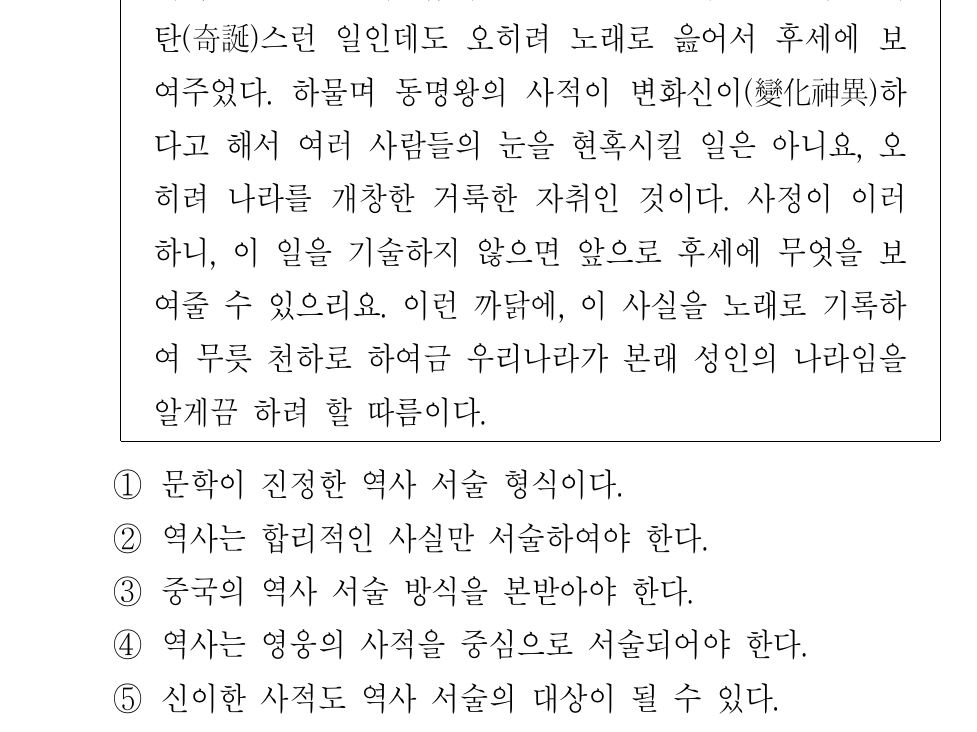 탄(奇誕)스런 일인데도 오히려 노래로 읊어서 후세에 보
여주었다. 하물며 동명왕의 사적이 변화신이(變化神異)하
다고 해서 여러 사람들의 눈을 현혹시킬 일은 아니요, 오
히려 나라를 개창한 거룩한 자취인 것이다. 사정이 이러
하니, 이 일을 기술하지 않으면 앞으로 후세에 무엇을 보
여줄 수 있으리요. 이런 까닭에, 이 사실을 노래로 기록하
여 무릇 천하로 하여금 우리나라가 본래 성인의 나라임을
알게끔 하려 할 따름이다.
① 문학이 진정한 역사 서술 형식이다.
② 역사는 합리적인 사실만 서술하여야 한다.
③ 중국의 역사 서술 방식을 본받아야 한다.
④ 역사는 영웅의 사적을 중심으로 서술되어야 한다.
⑤ 신이한 사적도 역사 서술의 대상이 될 수 있다.